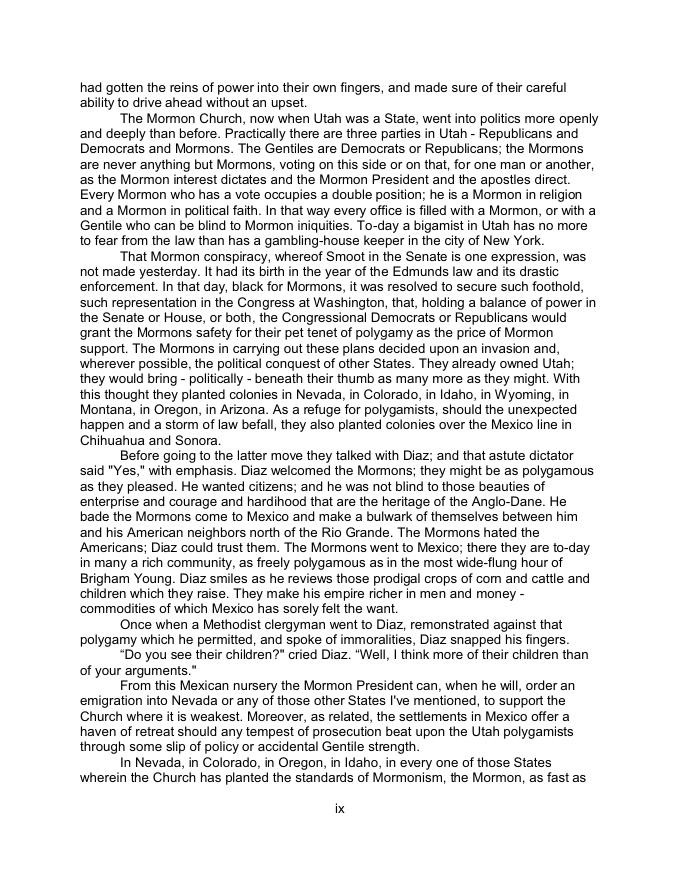 had gotten the reins of power into their own fingers, and made sure of their careful
ability to drive ahead without an upset.
The Mormon Church, now when Utah was a State, went into politics more openly
and deeply than before. Practically there are three parties in Utah - Republicans and
Democrats and Mormons. The Gentiles are Democrats or Republicans; the Mormons
are never anything but Mormons, voting on this side or on that, for one man or another,
as the Mormon interest dictates and the Mormon President and the apostles direct.
Every Mormon who has a vote occupies a double position; he is a Mormon in religion
and a Mormon in political faith. In that way every office is filled with a Mormon, or with a
Gentile who can be blind to Mormon iniquities. To-day a bigamist in Utah has no more
to fear from the law than has a gambling-house keeper in the city of New York.
That Mormon conspiracy, whereof Smoot in the Senate is one expression, was
not made yesterday. It had its birth in the year of the Edmunds law and its drastic
enforcement. In that day, black for Mormons, it was resolved to secure such foothold,
such representation in the Congress at Washington, that, holding a balance of power in
the Senate or House, or both, the Congressional Democrats or Republicans would
grant the Mormons safety for their pet tenet of polygamy as the price of Mormon
support. The Mormons in carrying out these plans decided upon an invasion and,
wherever possible, the political conquest of other States. They already owned Utah;
they would bring - politically - beneath their thumb as many more as they might. With
this thought they planted colonies in Nevada, in Colorado, in Idaho, in Wyoming, in
Montana, in Oregon, in Arizona. As a refuge for polygamists, should the unexpected
happen and a storm of law befall, they also planted colonies over the Mexico line in
Chihuahua and Sonora.
Before going to the latter move they talked with Diaz; and that astute dictator
said "Yes," with emphasis. Diaz welcomed the Mormons; they might be as polygamous
as they pleased. He wanted citizens; and he was not blind to those beauties of
enterprise and courage and hardihood that are the heritage of the Anglo-Dane. He
bade the Mormons come to Mexico and make a bulwark of themselves between him
and his American neighbors north of the Rio Grande. The Mormons hated the
Americans; Diaz could trust them. The Mormons went to Mexico; there they are to-day
in many a rich community, as freely polygamous as in the most wide-flung hour of
Brigham Young. Diaz smiles as he reviews those prodigal crops of corn and cattle and
children which they raise. They make his empire richer in men and money -
commodities of which Mexico has sorely felt the want.
Once when a Methodist clergyman went to Diaz, remonstrated against that
polygamy which he permitted, and spoke of immoralities, Diaz snapped his fingers.
“Do you see their children?" cried Diaz. “Well, I think more of their children than
of your arguments."
From this Mexican nursery the Mormon President can, when he will, order an
emigration into Nevada or any of those other States I've mentioned, to support the
Church where it is weakest. Moreover, as related, the settlements in Mexico offer a
haven of retreat should any tempest of prosecution beat upon the Utah polygamists
through some slip of policy or accidental Gentile strength.
In Nevada, in Colorado, in Oregon, in Idaho, in every one of those States
wherein the Church has planted the standards of Mormonism, the Mormon, as fast as
ix